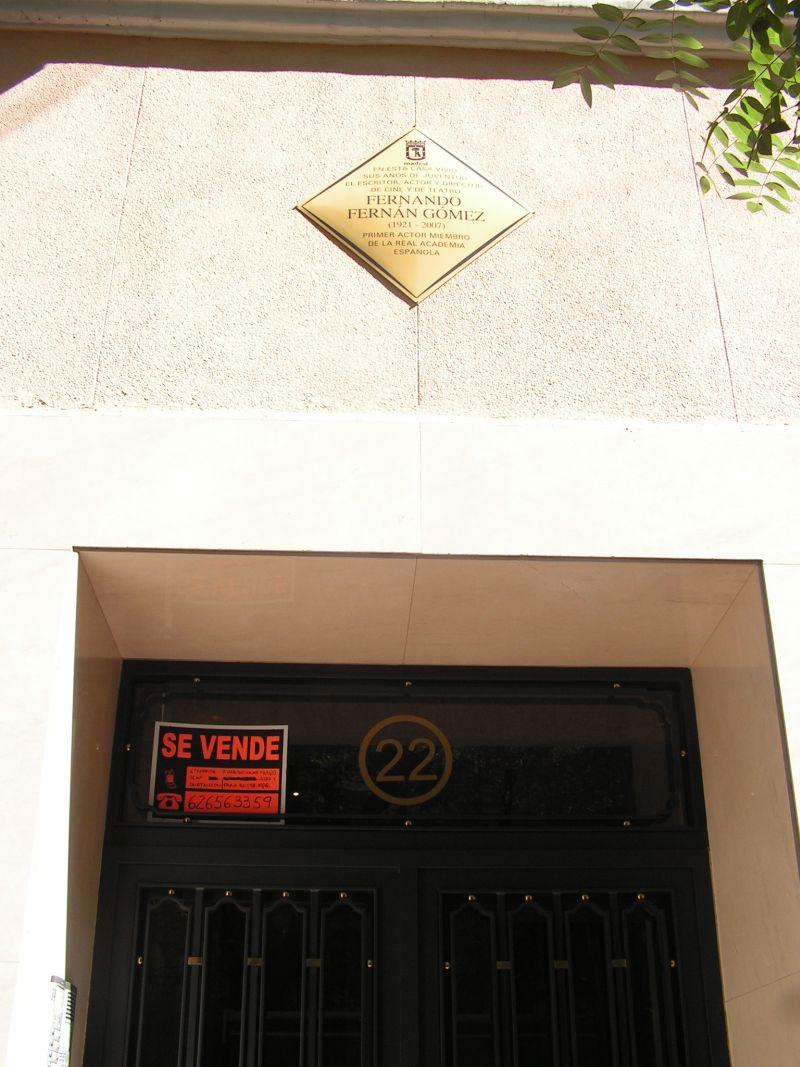 madrid
EN ESTA CASA VIVIÓ
SUS AÑOS DE JUVENTUD
EL ESCRITOR, ACTOR Y DIRECTOR
DE CINE Y DE TEATRO
FERNANDO
FERNÁN GÓMEZ
(1921 - 2007)
PRIMER ACTOR MIEMBRO
DE LA REAL ACADEMIA
ESPAÑOLA
SE VENDE
626563359
22